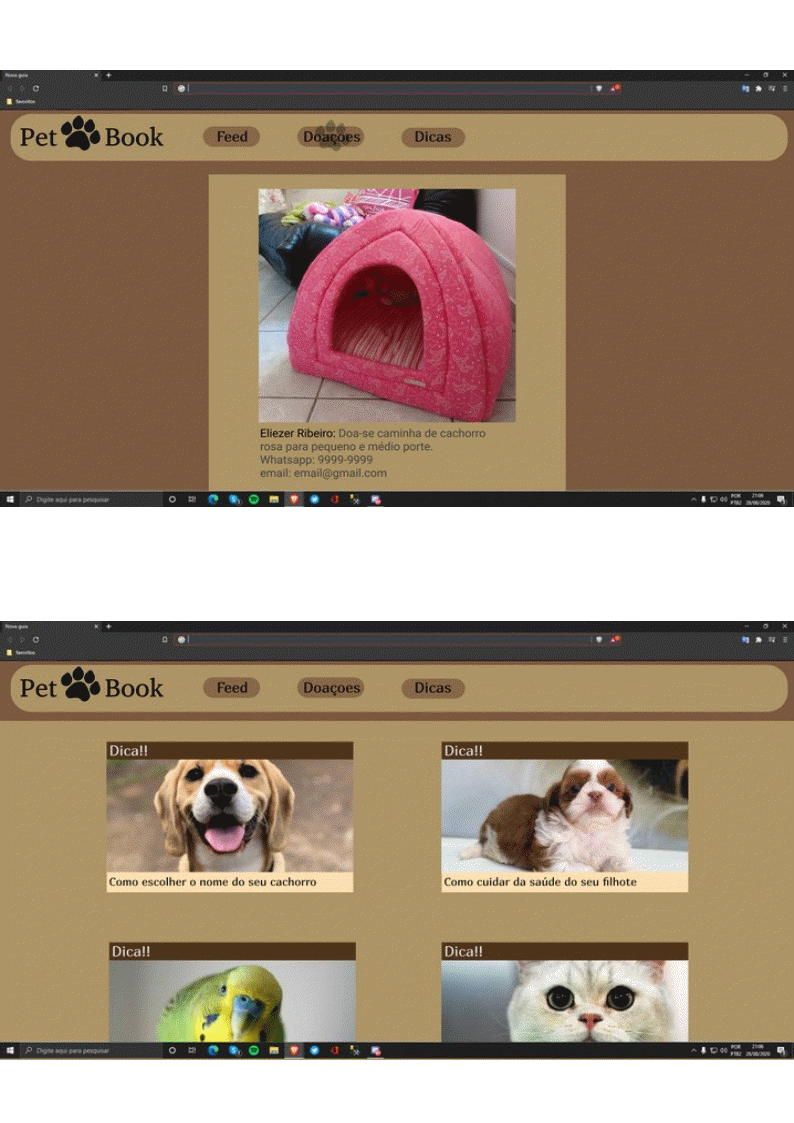 Nova guia
Favoritos
Pet Book
Feed
Doações
Dicas
Eliezer Ribeiro: Doa-se caminha de cachorro
rosa para pequeno e médio porte.
Whatsapp: 9999-9999
email: email@gmail.com
Digite aqui para pesquisar
POR
PTB2
21:06
28/08/2020
Nova guia
Favoritos
Pet Book
Feed
Doaçoes
Dicas
Dica!!
Dica!!
Como escolher o nome do seu cachorro
Como cuidar da saúde do seu filhote
Dica!!
Dica!!
Digite aqui para pesquisar
POR
PTB2
21:06
28/08/2020